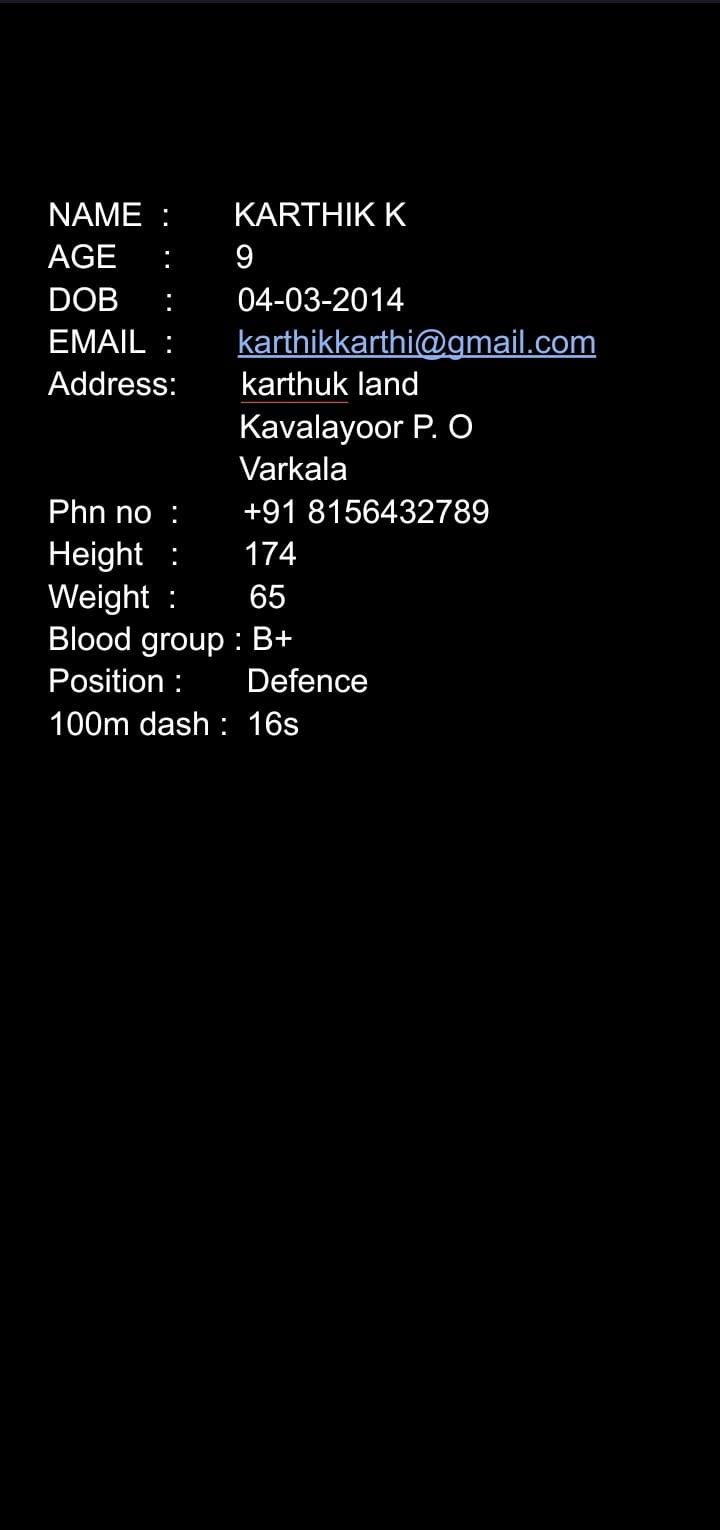 NAME : KARTHIK K
AGE : 9
DOB : 04-03-2014
EMAIL : karthikkarthi@gmail.com
Address: karthuk land
Kavalayoor P. O
Varkala
Phn no : +91 8156432789
Height : 174
Weight : 65
Blood group : B+
Position : Defence
100m dash : 16s